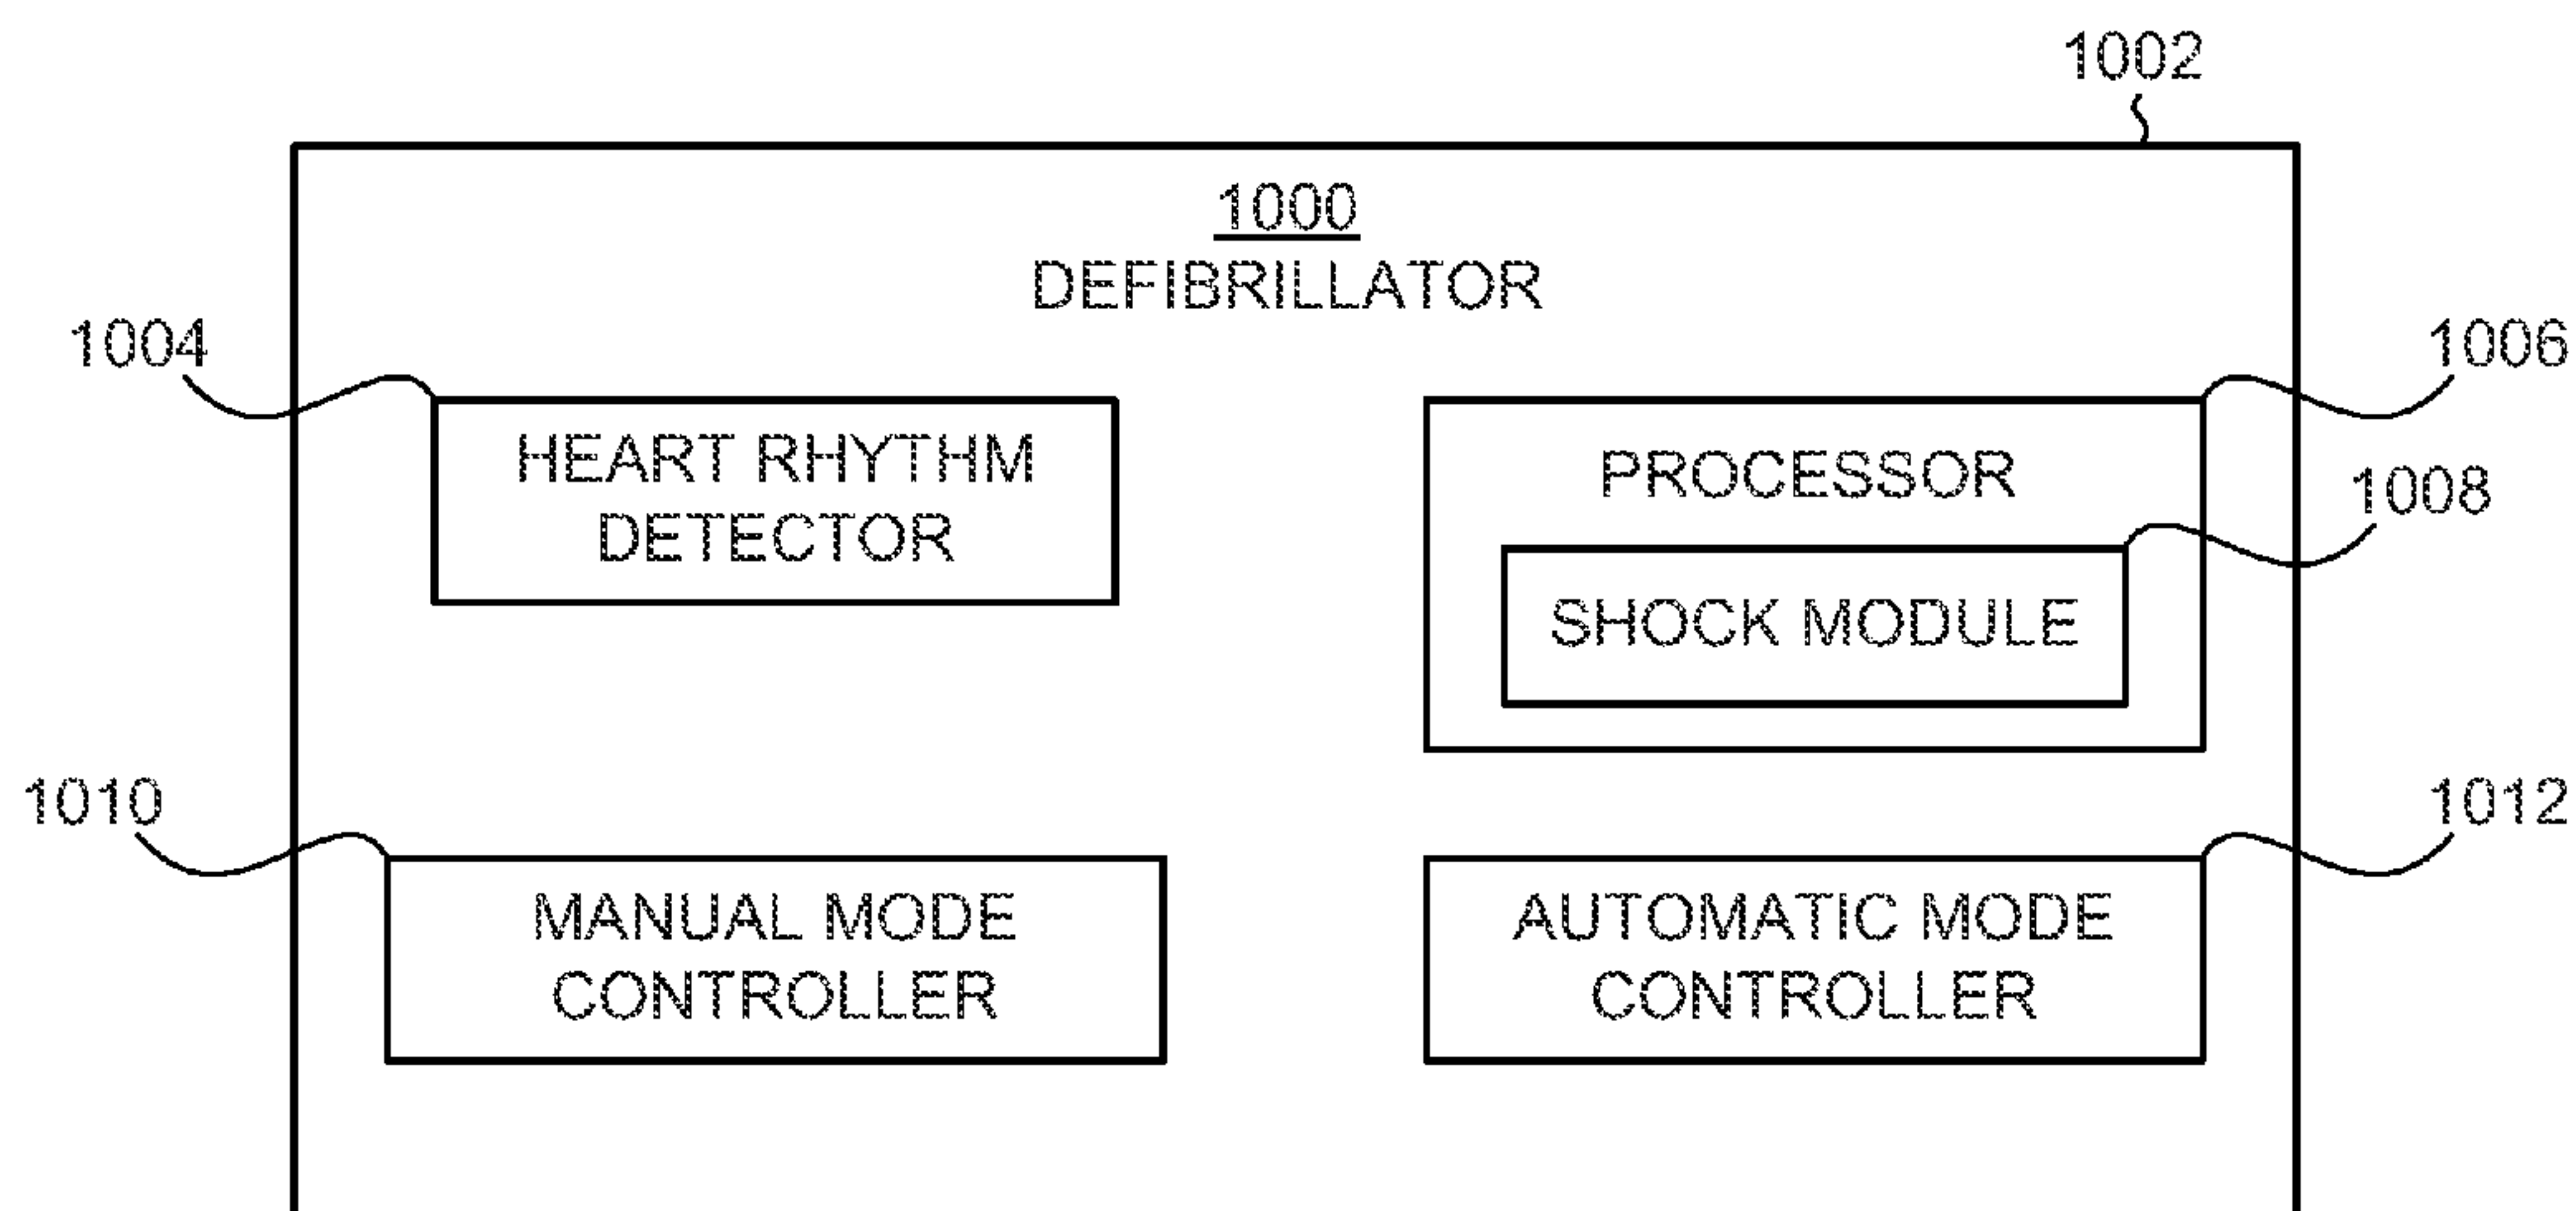 1002
1000
DEFIBRILLATOR
1004
1006
HEART RHYTHM
DETECTOR
PROCESSOR
1008
SHOCK MODULE
1010
1012
MANUAL MODE
CONTROLLER
AUTOMATIC MODE
CONTROLLER